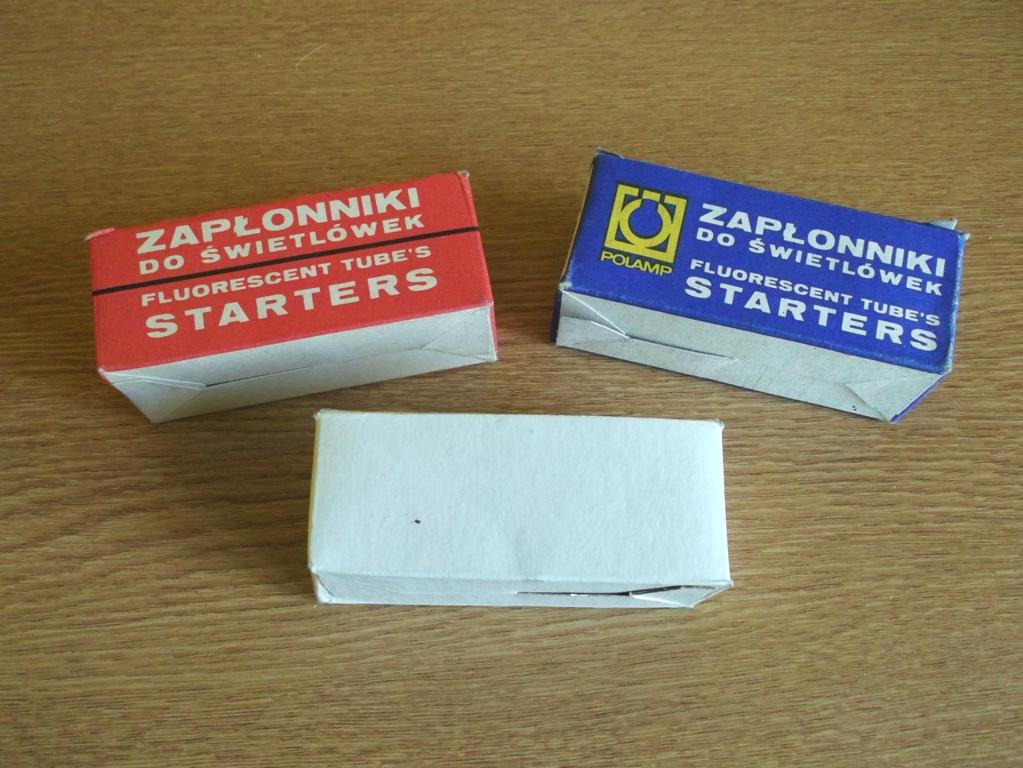 ZAPŁONNIKI
DO ŚWIETLÓWEK
FLUORESCENT TUBE'S
STARTERS
POLAMP
ZAPŁONNIKI
DO ŚWIETLÓWEK
FLUORESCENT TUBE'S
STARTERS